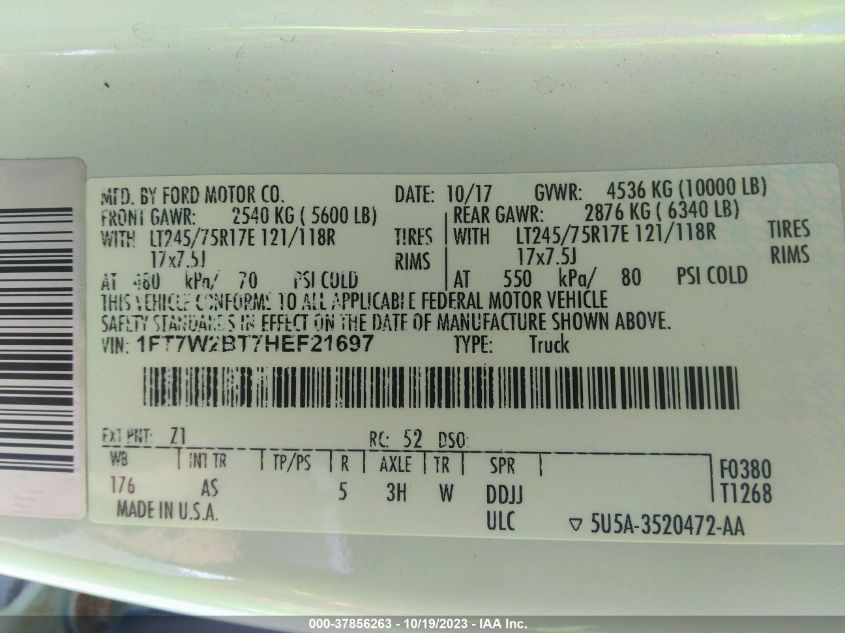 MFD. BY FORD MOTOR CO. DATE: 10/17 GVWR: 4536 KG (10000 LB)
FRONT GAWR: 2540 KG ( 5600 LB) REAR GAWR: 2876 KG ( 6340 LB)
WITH LT245/75R17E 121/118R TIRES WITH LT245/75R17E 121/118R TIRES
17x7.5J RIMS 17x7.5J RIMS
AT 480 kPa/ 70 PSI COLD AT 550 kPa/ 80 PSI COLD
THIS VEHICLE CONFORMS TO ALL APPLICABLE FEDERAL MOTOR VEHICLE
SAFETY STANDARDS IN EFFECT ON THE DATE OF MANUFACTURE SHOWN ABOVE.
VIN: 1FT7W2BT7HEF21697 TYPE: Truck
EXT PNT: Z1 RC: 52 DSO:
WB INT TR TP/PS R AXLE TR SPR F0380
176 AS 5 3H W DDJJ T1268
MADE IN U.S.A. ULC ▽ 5U5A-3520472-AA
000-37856263 - 10/19/2023 - IAA Inc.